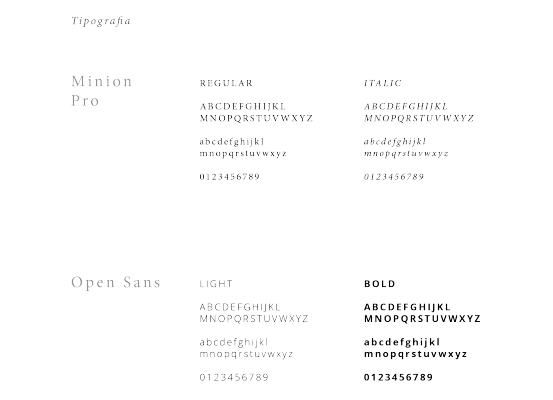 Tipografia
Minion
Pro
REGULAR
ABCDEFGHIJKL
MNOPQRSTUVWXYZ
abcdefghijkl
mnopqrstuvwxyz
0123456789
ITALIC
ABCDEFGHIJKL
MNOPQRSTUVWXYZ
abcdefghijkl
mnopqrstuvwxyz
0123456789
Open Sans
LIGHT
ABCDEFGHIJKL
MNOPQRSTUVWXYZ
abcdefghijkl
mnopqrstuvwxyz
0123456789
BOLD
ABCDEFGHIJKL
MNOPQRSTUVWXYZ
abcdefghijkl
mnopqrstuvwxyz
0123456789